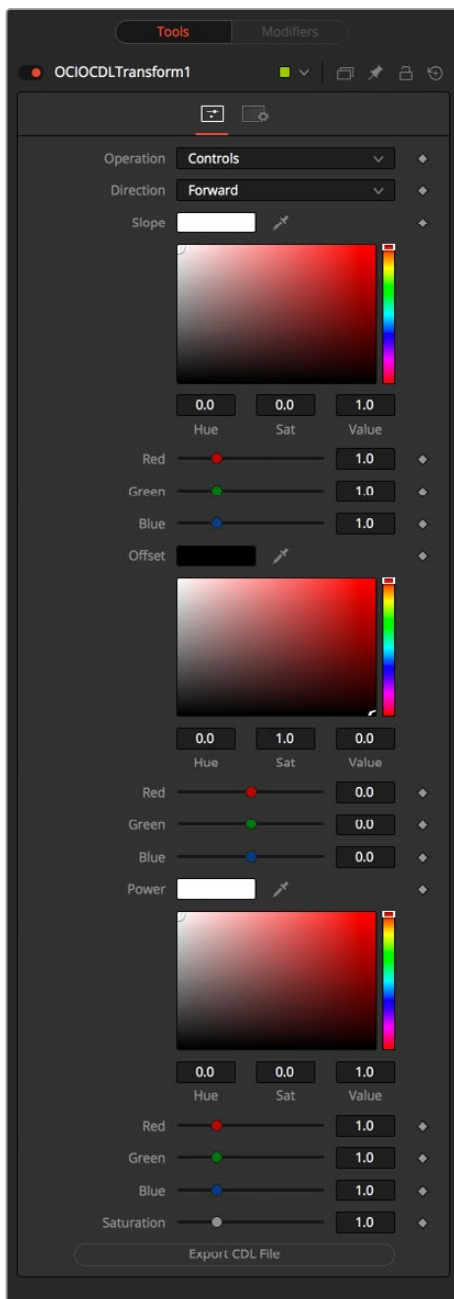 Tools Modifiers
OCIOCDLTransform1
Operation Controls
Direction Forward
Slope
0.0 0.0 1.0
Hue Sat Value
Red 1.0
Green 1.0
Blue 1.0
Offset
0.0 1.0 0.0
Hue Sat Value
Red 0.0
Green 0.0
Blue 0.0
Power
0.0 0.0 1.0
Hue Sat Value
Red 1.0
Green 1.0
Blue 1.0
Saturation 1.0
Export CDL File